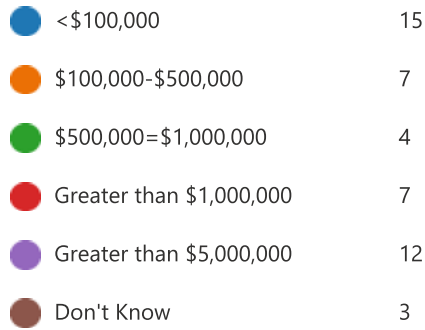 <$100,000 15
$100,000-$500,000 7
$500,000=$1,000,000 4
Greater than $1,000,000 7
Greater than $5,000,000 12
Don't Know 3